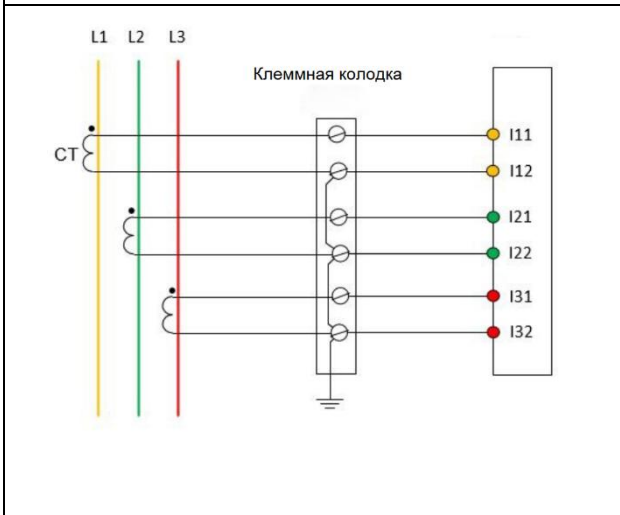 L1 L2 L3
Клеммная колодка
CT
I11
I12
I21
I22
I31
I32